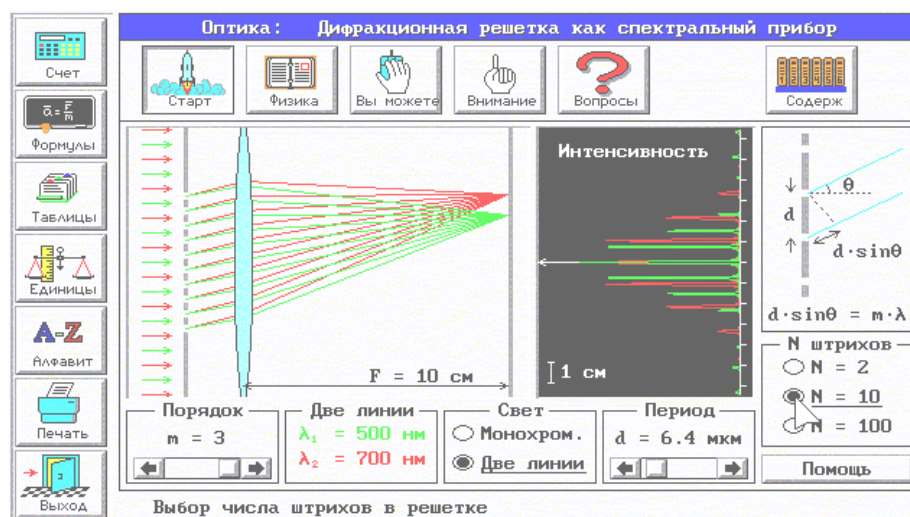 Оптика: Дифракционная решетка как спектральный прибор
Счет
Старт
Физика
Вы можете
Внимание
Вопросы
Содерж
ā = F̄/m
Формулы
Таблицы
Единицы
A-Z
Алфавит
Печать
Выход
F = 10 см
Интенсивность
1 см
θ
d
d·sinθ
d·sinθ = m·λ
N штрихов
N = 2
N = 10
N = 100
Порядок
m = 3
Две линии
λ₁ = 500 нм
λ₂ = 700 нм
Свет
Монохром.
Две линии
Период
d = 6.4 мкм
Помощь
Выбор числа штрихов в решетке